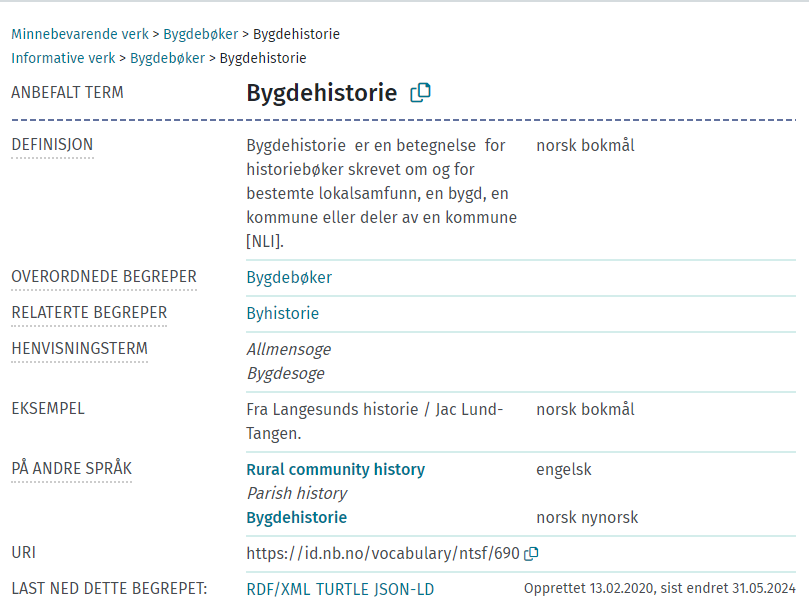 Minnebevarende verk > Bygdebøker > Bygdehistorie
Informative verk > Bygdebøker > Bygdehistorie
ANBEFALT TERM Bygdehistorie
DEFINISJON Bygdehistorie er en betegnelse for norsk bokmål
historiebøker skrevet om og for
bestemte lokalsamfunn, en bygd, en
kommune eller deler av en kommune
[NLI].
OVERORDNEDE BEGREPER Bygdebøker
RELATERTE BEGREPER Byhistorie
HENVISNINGSTERM Allmensoge
Bygdesoge
EKSEMPEL Fra Langesunds historie / Jac Lund- norsk bokmål
Tangen.
PÅ ANDRE SPRÅK Rural community history engelsk
Parish history
Bygdehistorie norsk nynorsk
URI https://id.nb.no/vocabulary/ntsf/690
LAST NED DETTE BEGREPET: RDF/XML TURTLE JSON-LD Opprettet 13.02.2020, sist endret 31.05.2024